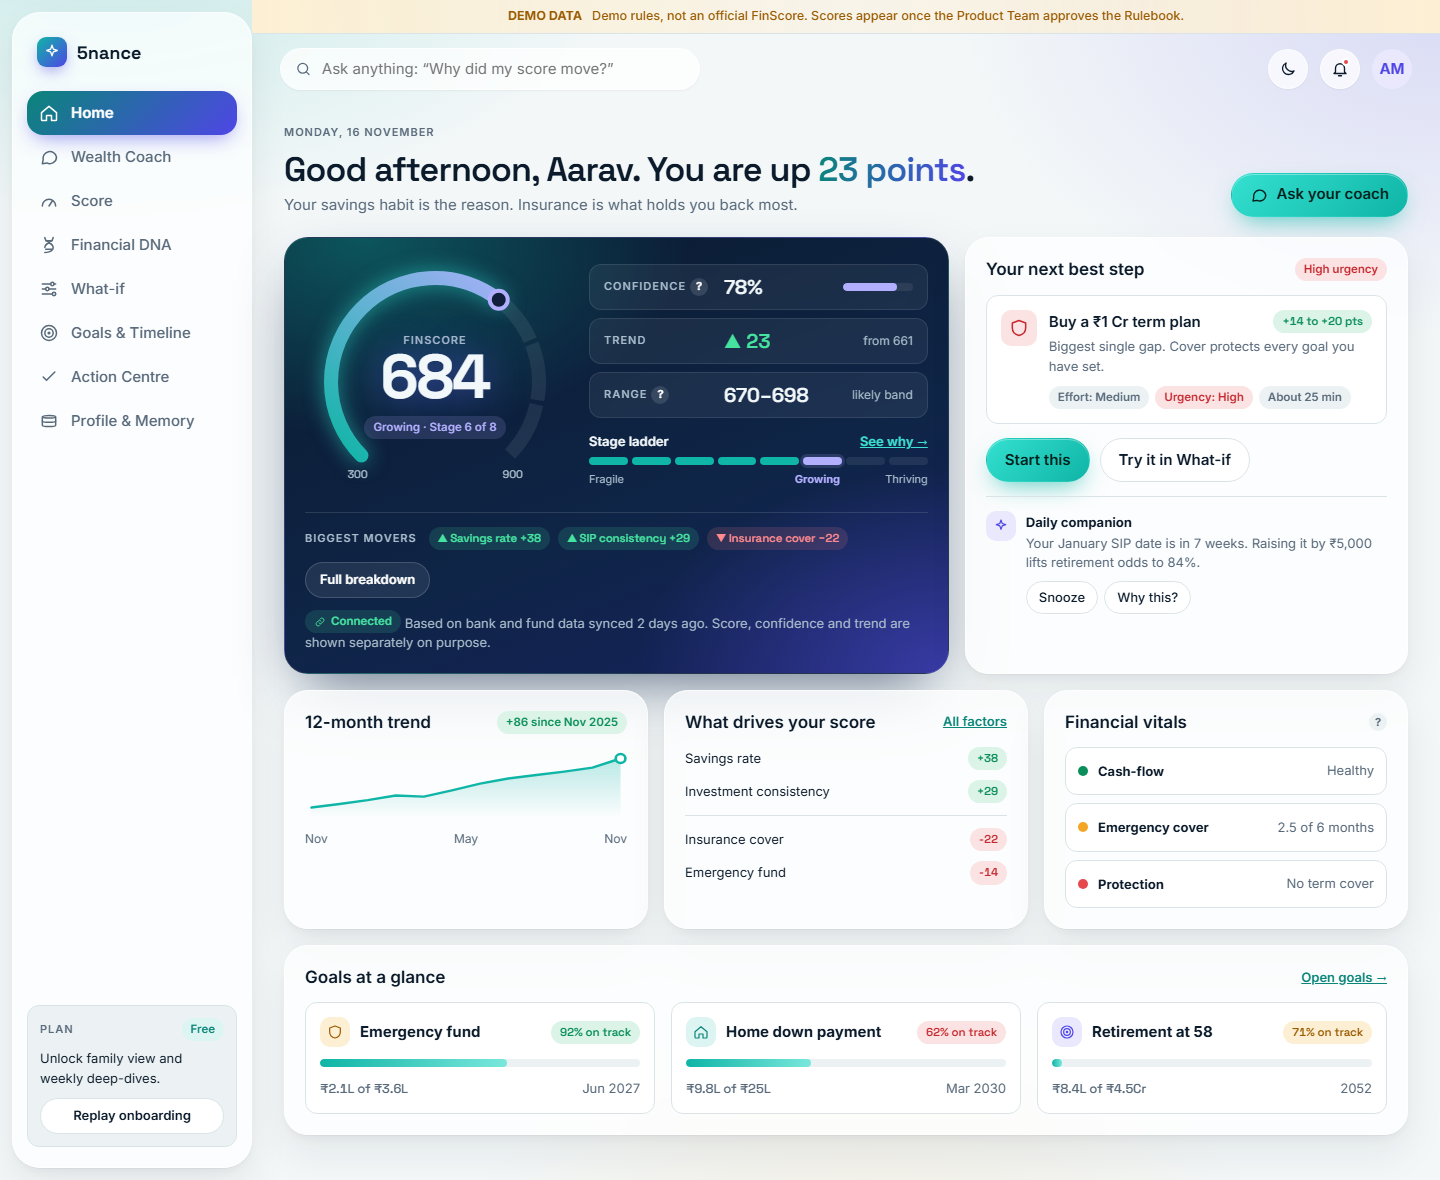 DEMO DATA Demo rules, not an official FinScore. Scores appear once the Product Team approves the Rulebook.
5nance
Home
Wealth Coach
Score
Financial DNA
What-if
Goals & Timeline
Action Centre
Profile & Memory
PLAN Free
Unlock family view and
weekly deep-dives.
Replay onboarding
Ask anything: “Why did my score move?”
AM
MONDAY, 16 NOVEMBER
Good afternoon, Aarav. You are up 23 points.
Your savings habit is the reason. Insurance is what holds you back most.
Ask your coach
FINSCORE
684
Growing · Stage 6 of 8
300 900
CONFIDENCE ? 78%
TREND ▲ 23 from 661
RANGE ? 670–698 likely band
Stage ladder See why →
Fragile Growing Thriving
BIGGEST MOVERS ▲ Savings rate +38 ▲ SIP consistency +29 ▼ Insurance cover −22
Full breakdown
Connected Based on bank and fund data synced 2 days ago. Score, confidence and trend are
shown separately on purpose.
Your next best step High urgency
Buy a ₹1 Cr term plan +14 to +20 pts
Biggest single gap. Cover protects every goal you
have set.
Effort: Medium Urgency: High About 25 min
Start this Try it in What-if
Daily companion
Your January SIP date is in 7 weeks. Raising it by ₹5,000
lifts retirement odds to 84%.
Snooze Why this?
12-month trend +86 since Nov 2025
Nov May Nov
What drives your score All factors
Savings rate +38
Investment consistency +29
Insurance cover -22
Emergency fund -14
Financial vitals ?
Cash-flow Healthy
Emergency cover 2.5 of 6 months
Protection No term cover
Goals at a glance Open goals →
Emergency fund 92% on track
₹2.1L of ₹3.6L Jun 2027
Home down payment 62% on track
₹9.8L of ₹25L Mar 2030
Retirement at 58 71% on track
₹8.4L of ₹4.5Cr 2052